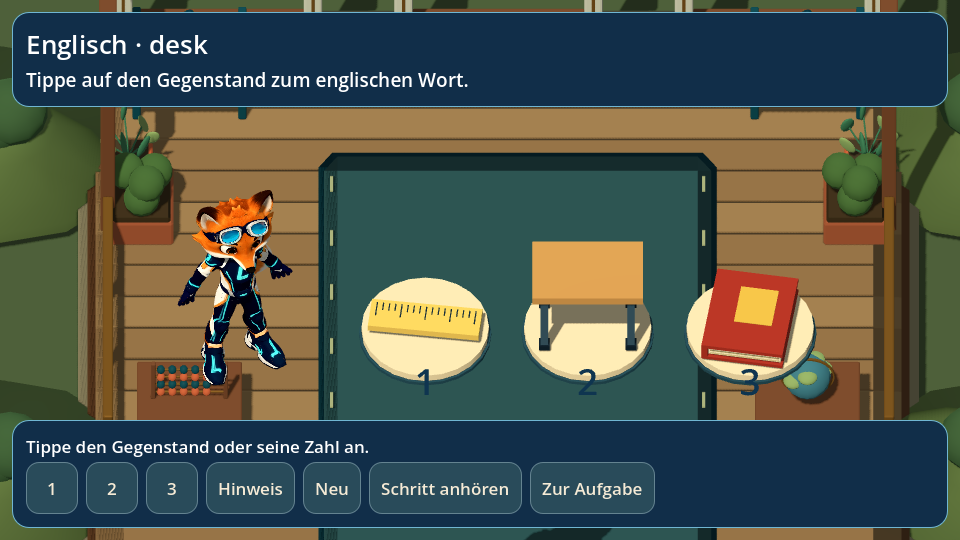 Englisch · desk
Tippe auf den Gegenstand zum englischen Wort.
1
2
3
Tippe den Gegenstand oder seine Zahl an.
1
2
3
Hinweis
Neu
Schritt anhören
Zur Aufgabe